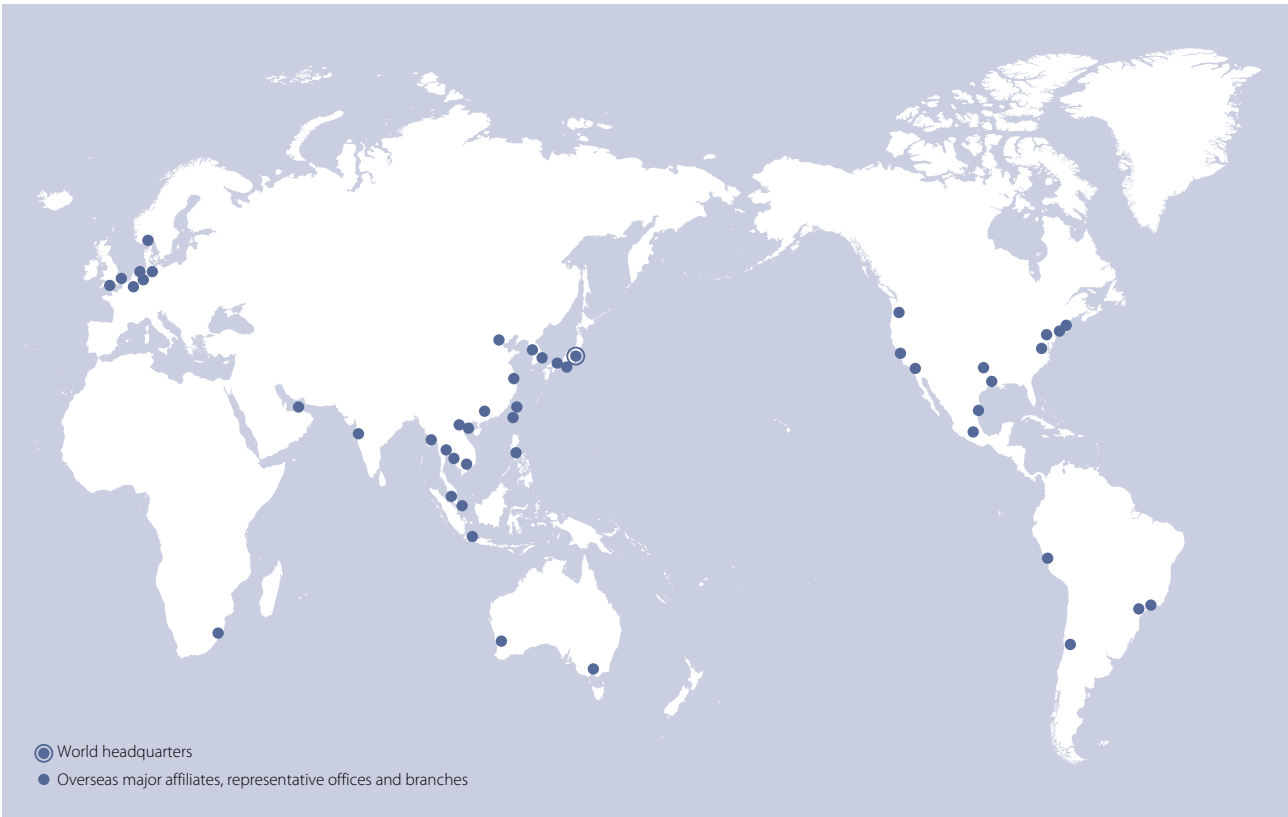 World headquarters
Overseas major affiliates, representative offices and branches